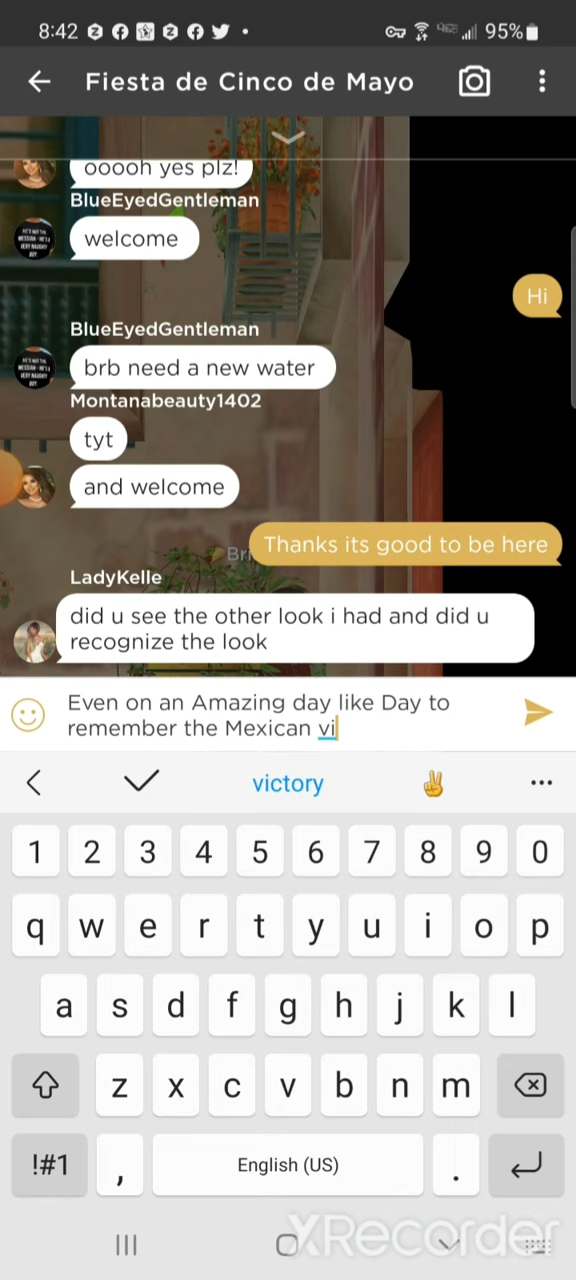 8:42
95%
Fiesta de Cinco de Mayo
ooooh yes plz!
BlueEyedGentleman
welcome
Hi
BlueEyedGentleman
brb need a new water
Montanabeauty1402
tyt
and welcome
Thanks its good to be here
Bri
LadyKelle
did u see the other look i had and did u
recognize the look
Even on an Amazing day like Day to
remember the Mexican vi
victory
1 2 3 4 5 6 7 8 9 0
q w e r t y u i o p
a s d f g h j k l
z x c v b n m
!#1 , English (US) .
XRecorder